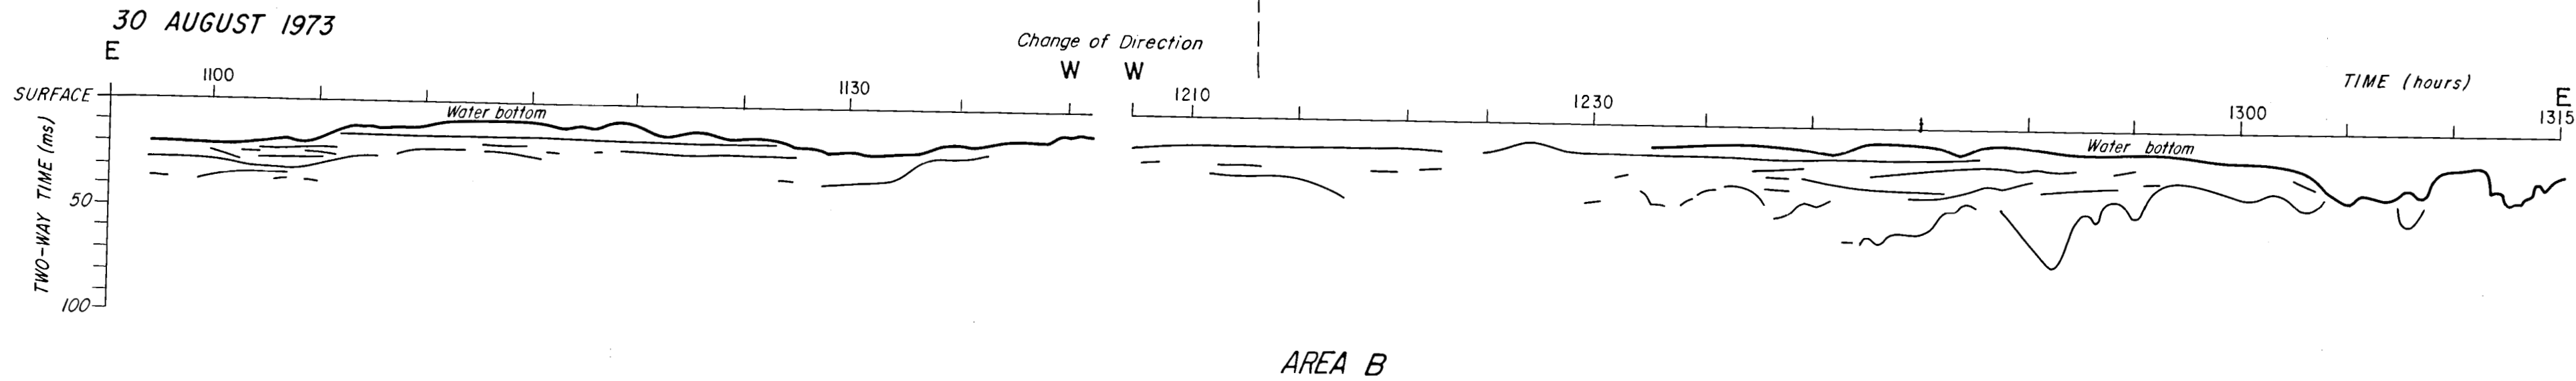 30 AUGUST 1973
E
Change of Direction
W W
TIME (hours)
E
1100 1130 1210 1230 1300 1315
SURFACE
Water bottom
Water bottom
TWO-WAY TIME (ms)
50
100
AREA B